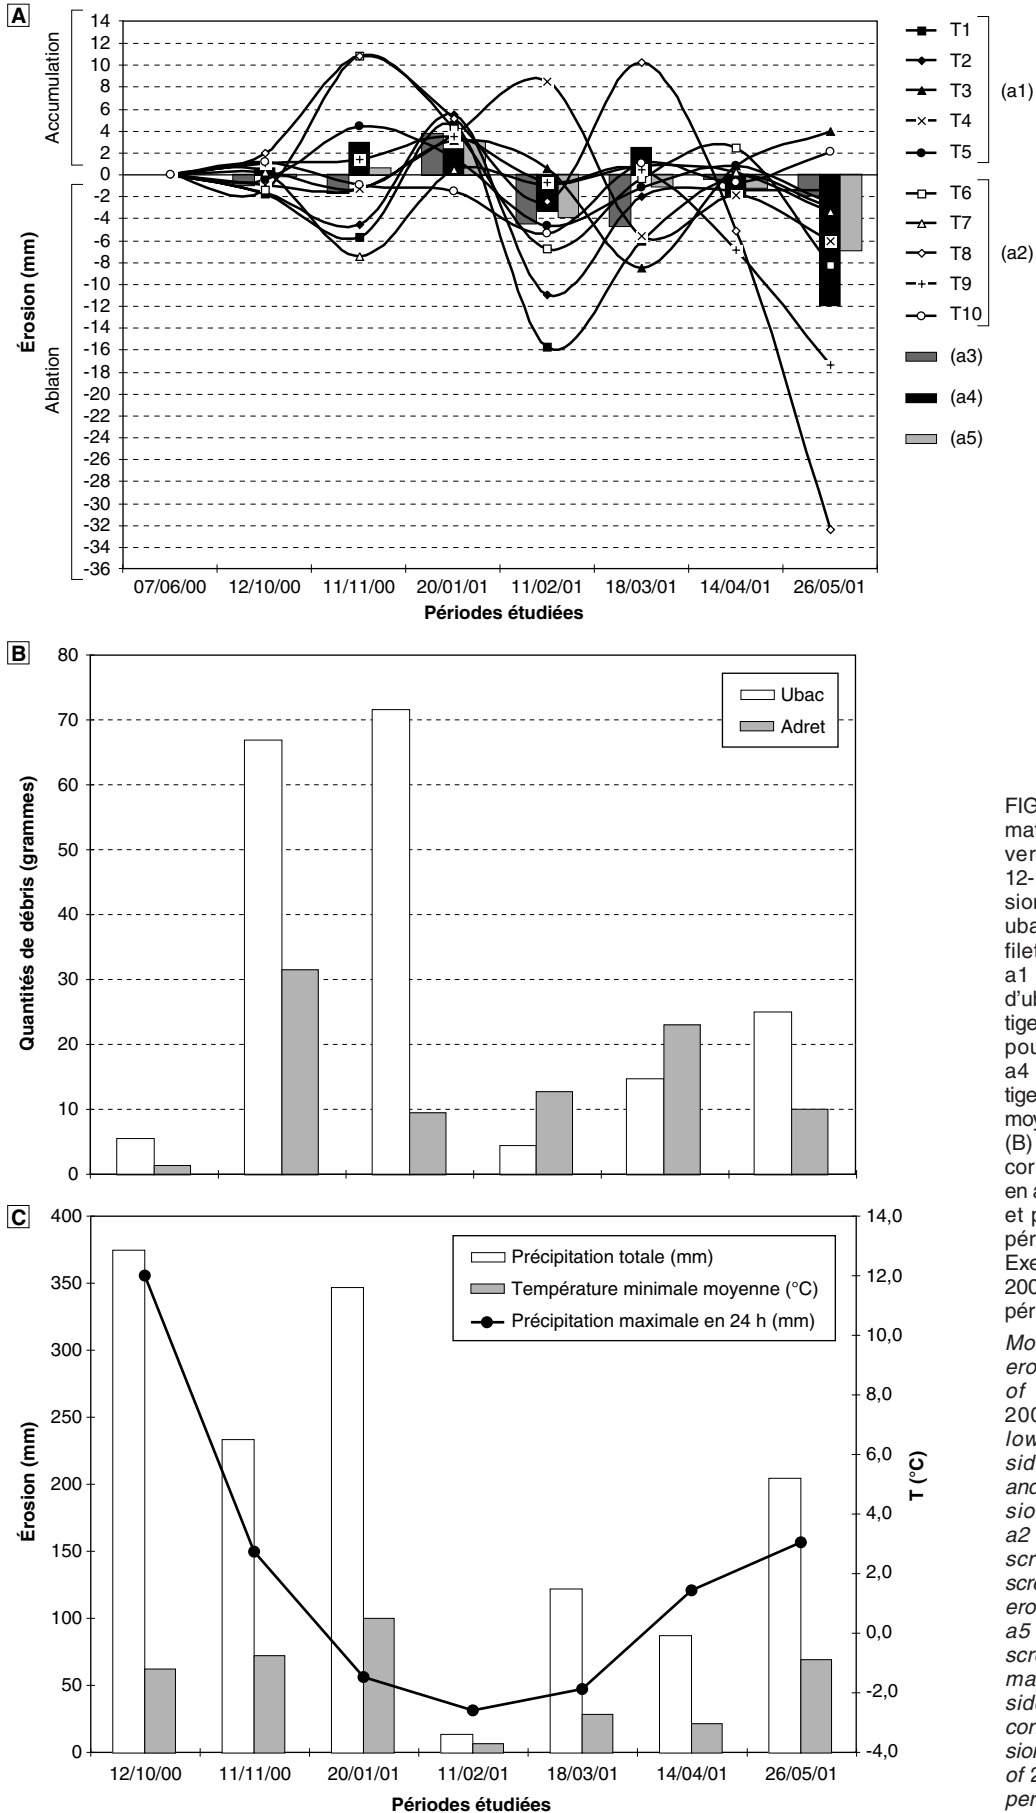 A
Accumulation
Ablation
Érosion (mm)
14
12
10
8
6
4
2
0
-2
-4
-6
-8
-10
-12
-14
-16
-18
-20
-22
-24
-26
-28
-30
-32
-34
-36
07/06/00 12/10/00 11/11/00 20/01/01 11/02/01 18/03/01 14/04/01 26/05/01
Périodes étudiées
T1
T2
T3
T4
T5
(a1)
T6
T7
T8
T9
T10
(a2)
(a3)
(a4)
(a5)
B
Quantités de débris (grammes)
80
70
60
50
40
30
20
10
0
Ubac
Adret
C
Érosion (mm)
400
350
300
250
200
150
100
50
0
Précipitation totale (mm)
Température minimale moyenne (°C)
Précipitation maximale en 24 h (mm)
14,0
12,0
10,0
8,0
6,0
4,0
2,0
0,0
-2,0
-4,0
T (°C)
12/10/00 11/11/00 20/01/01 11/02/01 18/03/01 14/04/01 26/05/01
Périodes étudiées
FIG
mat
ver
12-
sion
uba
filet
a1
d'ub
tige
pou
a4
tige
moy
(B)
cor
en a
et p
pér
Exe
200
pér
Mo
ero
of
200
low
sid
and
sio
a2
scr
scre
ero
a5
scre
ma
side
con
sion
of 2
per